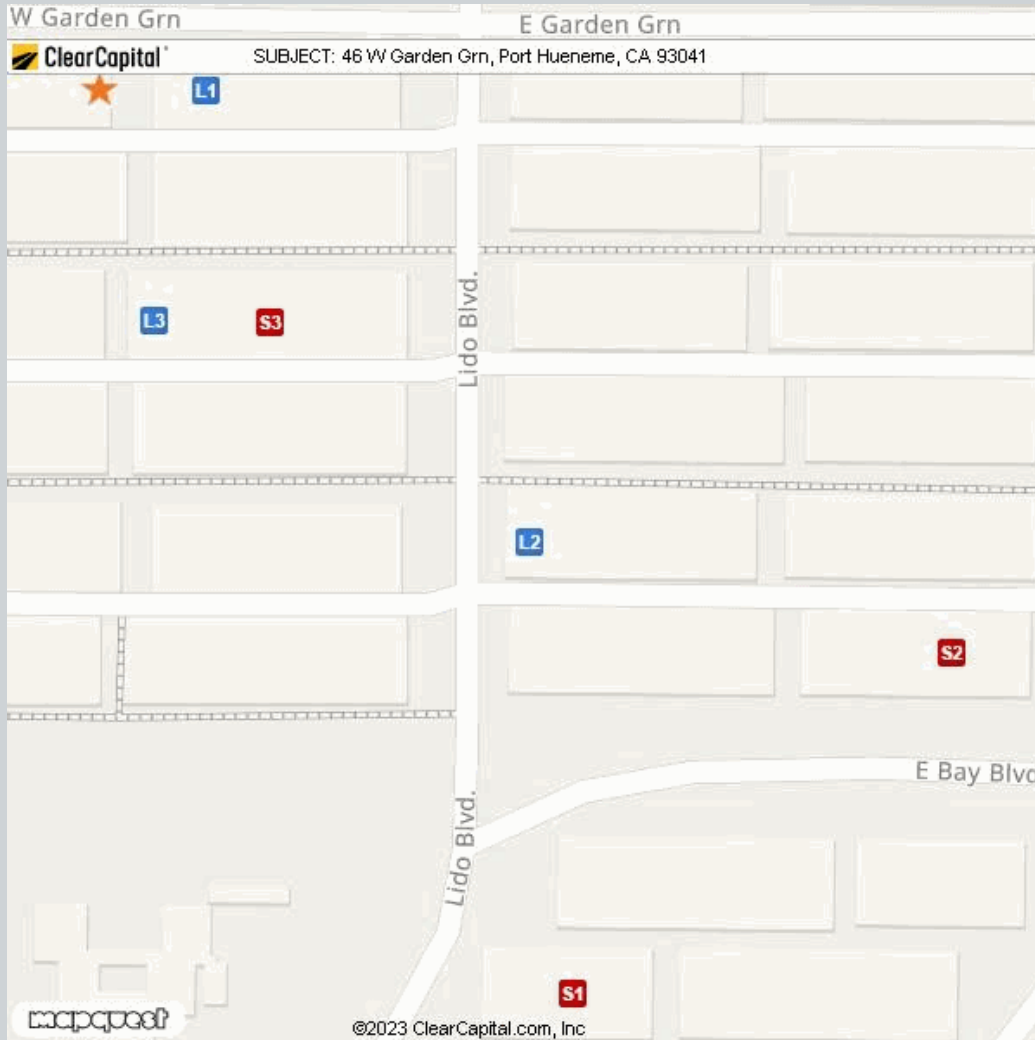 W Garden Grn
E Garden Grn
ClearCapital®
SUBJECT: 46 W Garden Grn, Port Hueneme, CA 93041
L1
Lido Blvd.
L3
S3
L2
S2
E Bay Blvd
Lido Blvd.
S1
mapquest
©2023 ClearCapital.com, Inc